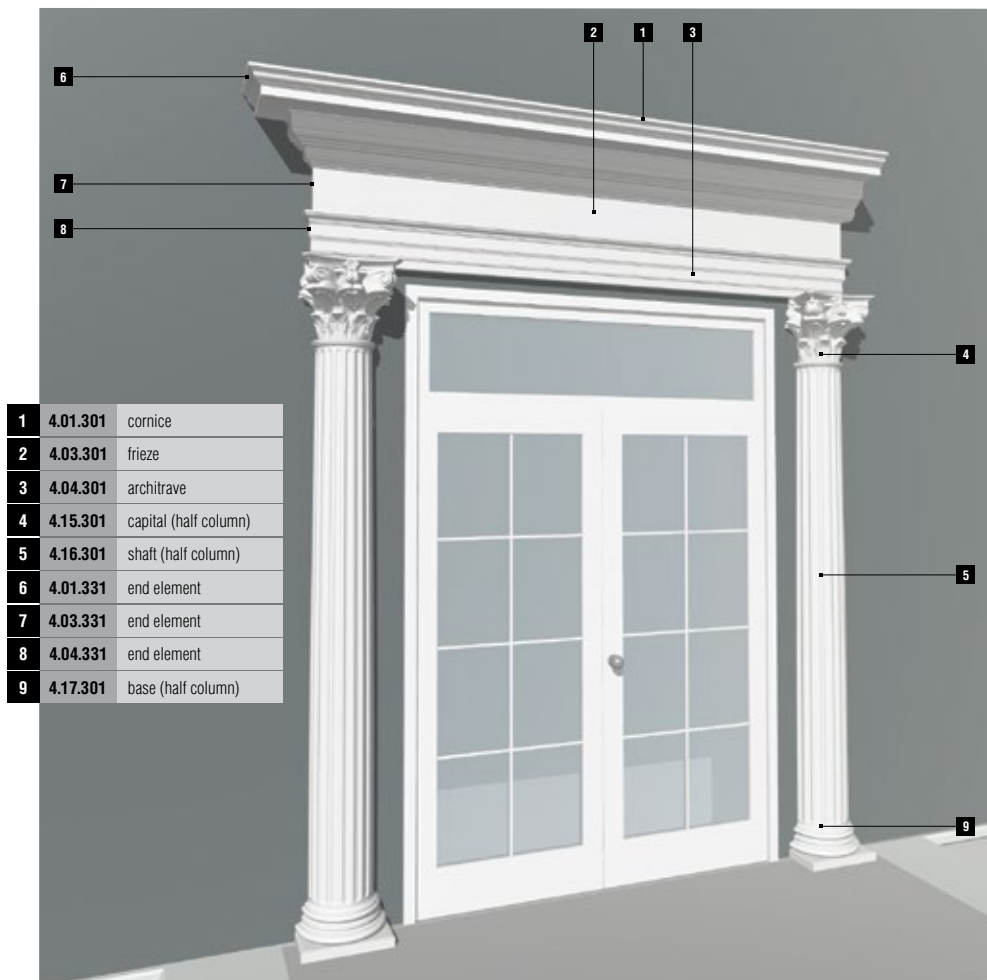 2 1 3
6
7
8
4
1 4.01.301 cornice
2 4.03.301 frieze
3 4.04.301 architrave
4 4.15.301 capital (half column)
5 4.16.301 shaft (half column)
6 4.01.331 end element
7 4.03.331 end element
8 4.04.331 end element
9 4.17.301 base (half column)
5
9